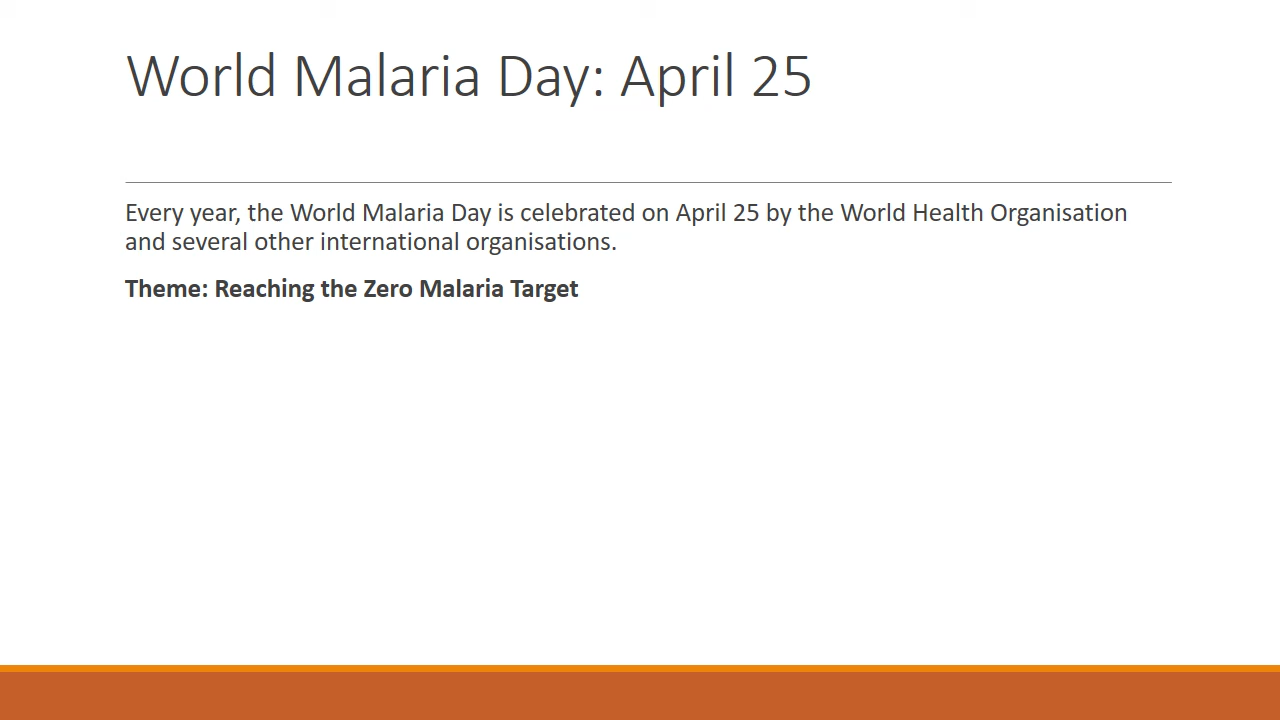 World Malaria Day: April 25
Every year, the World Malaria Day is celebrated on April 25 by the World Health Organisation
and several other international organisations.
Theme: Reaching the Zero Malaria Target